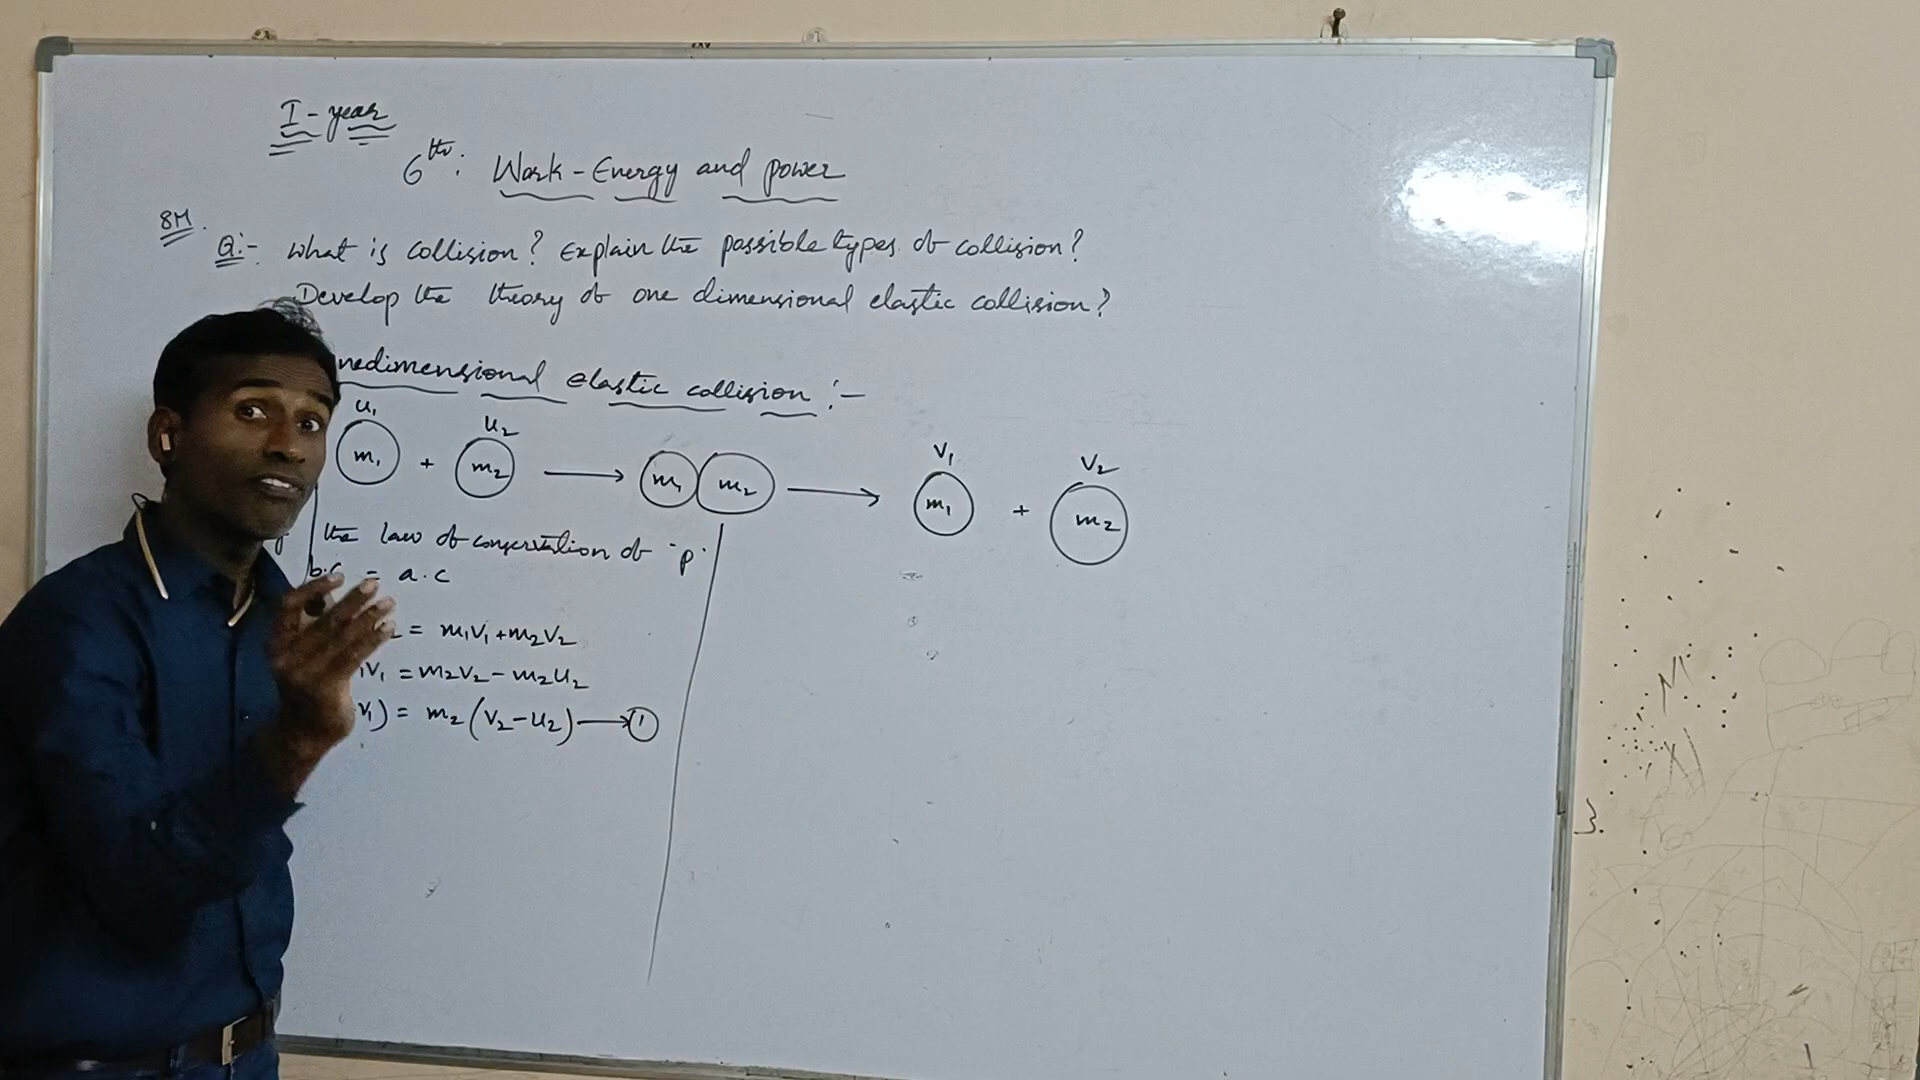 I - year
6th: Work - Energy and power
8M.
Q:- What is collision? Explain the possible types of collision?
Develop the theory of one dimensional elastic collision?
nedimensional elastic collision :-
u1 u2 v1 v2
m1 + m2 m1 m2 m1 + m2
the law of conservation of "p"
b.c = a.c
2 = m1v1 + m2v2
v1 = m2v2 - m2u2
v1) = m2 (v2 - u2) → 1